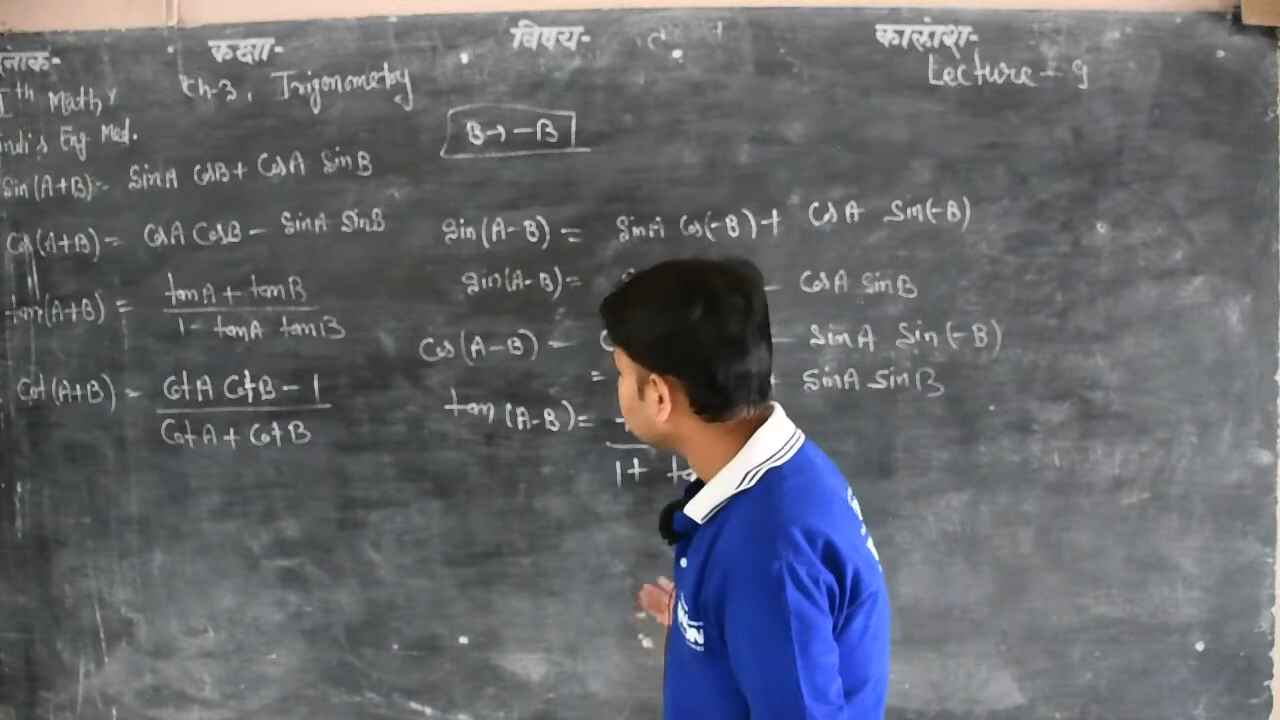 नाक- कक्षा- विषय- कालांश-
Ith Math Ch-3, Trigonometry Lecture - 9
Eng Med.
B→ -B
Sin(A+B)= SinA CosB + CosA SinB
Cos(A+B)= CosA CosB - SinA SinB
tan(A+B) = tanA + tanB
1 - tanA tanB
Cot(A+B) = CotA CotB - 1
CotA + CotB
Sin(A-B) = SinA Cos(-B) + CosA Sin(-B)
Sin(A-B) = - CosA SinB
Cos(A-B) = - SinA Sin(-B)
= SinA SinB
tan (A-B) =
1+